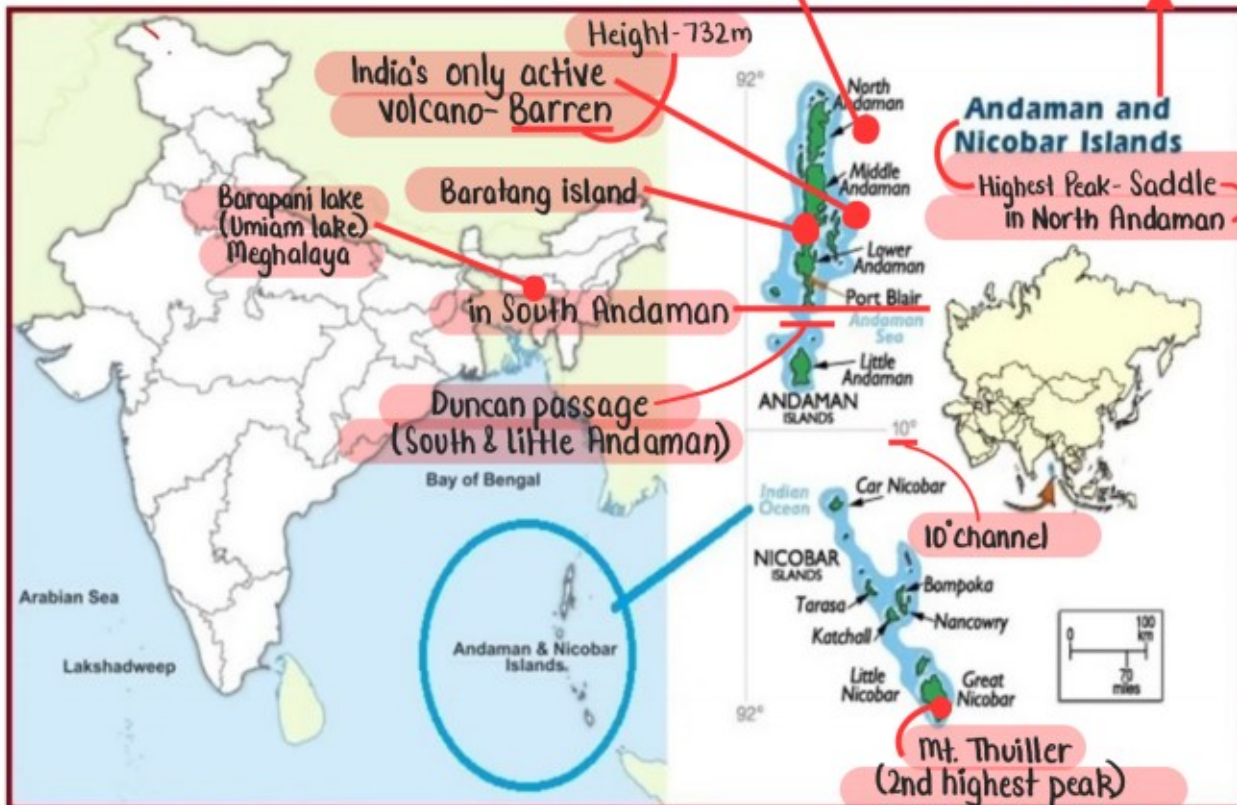 Height-732m
India's only active
volcano- Barren
Baratang island
Barapani lake
(Umiam lake)
Meghalaya
in South Andaman
Duncan passage
(South & little Andaman)
Bay of Bengal
Arabian Sea
Lakshadweep
Andaman & Nicobar
Islands
92°
North
Andaman
Middle
Andaman
Lower
Andaman
Port Blair
Andaman
Sea
Little
Andaman
ANDAMAN
ISLANDS
10°
Andaman and
Nicobar Islands
Highest Peak- Saddle
in North Andaman
Indian
Ocean
Car Nicobar
10° channel
NICOBAR
ISLANDS
Bompoka
Tarasa
Nancowry
Katchall
Little
Nicobar
Great
Nicobar
92°
0 100
km
70
miles
Mt. Thuiller
(2nd highest peak)